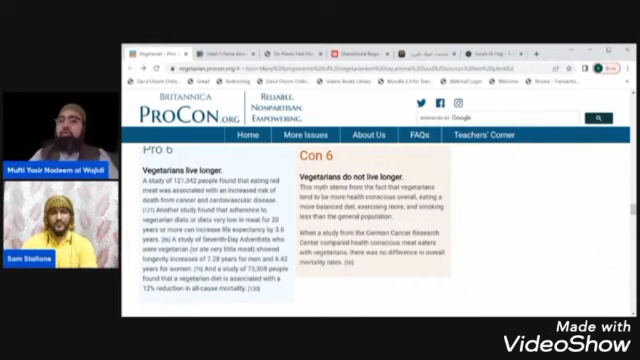 Vegetarian - Pro C
vegetarian.procon.org/#
BRITANNICA
PROCON.ORG
RELIABLE.
NONPARTISAN.
EMPOWERING.
ENHANCED BY Google
Home More Issues About Us FAQs Teachers' Corner
Pro 6
Vegetarians live longer.
A study of 121,342 people found that eating red
meat was associated with an increased risk of
death from cancer and cardiovascular disease.
Another study found that adherence to
vegetarian diets or diets very low in meat for 20
years or more can increase life expectancy by 3.6
years. A study of Seventh-Day Adventists who
were vegetarian (or ate very little meat) showed
longevity increases of 7.28 years for men and 4.42
years for women. And a study of 73,308 people
found that a vegetarian diet is associated with a
12% reduction in all-cause mortality.
Con 6
Vegetarians do not live longer.
This myth stems from the fact that vegetarians
tend to be more health conscious overall, eating a
more balanced diet, exercising more, and smoking
less than the general population.
When a study from the German Cancer Research
Center compared health conscious meat eaters
with vegetarians, there was no difference in overall
mortality rates.
Mufti Yasir Nadeem al Wajidi
Sam Stallone
Made with
VideoShow